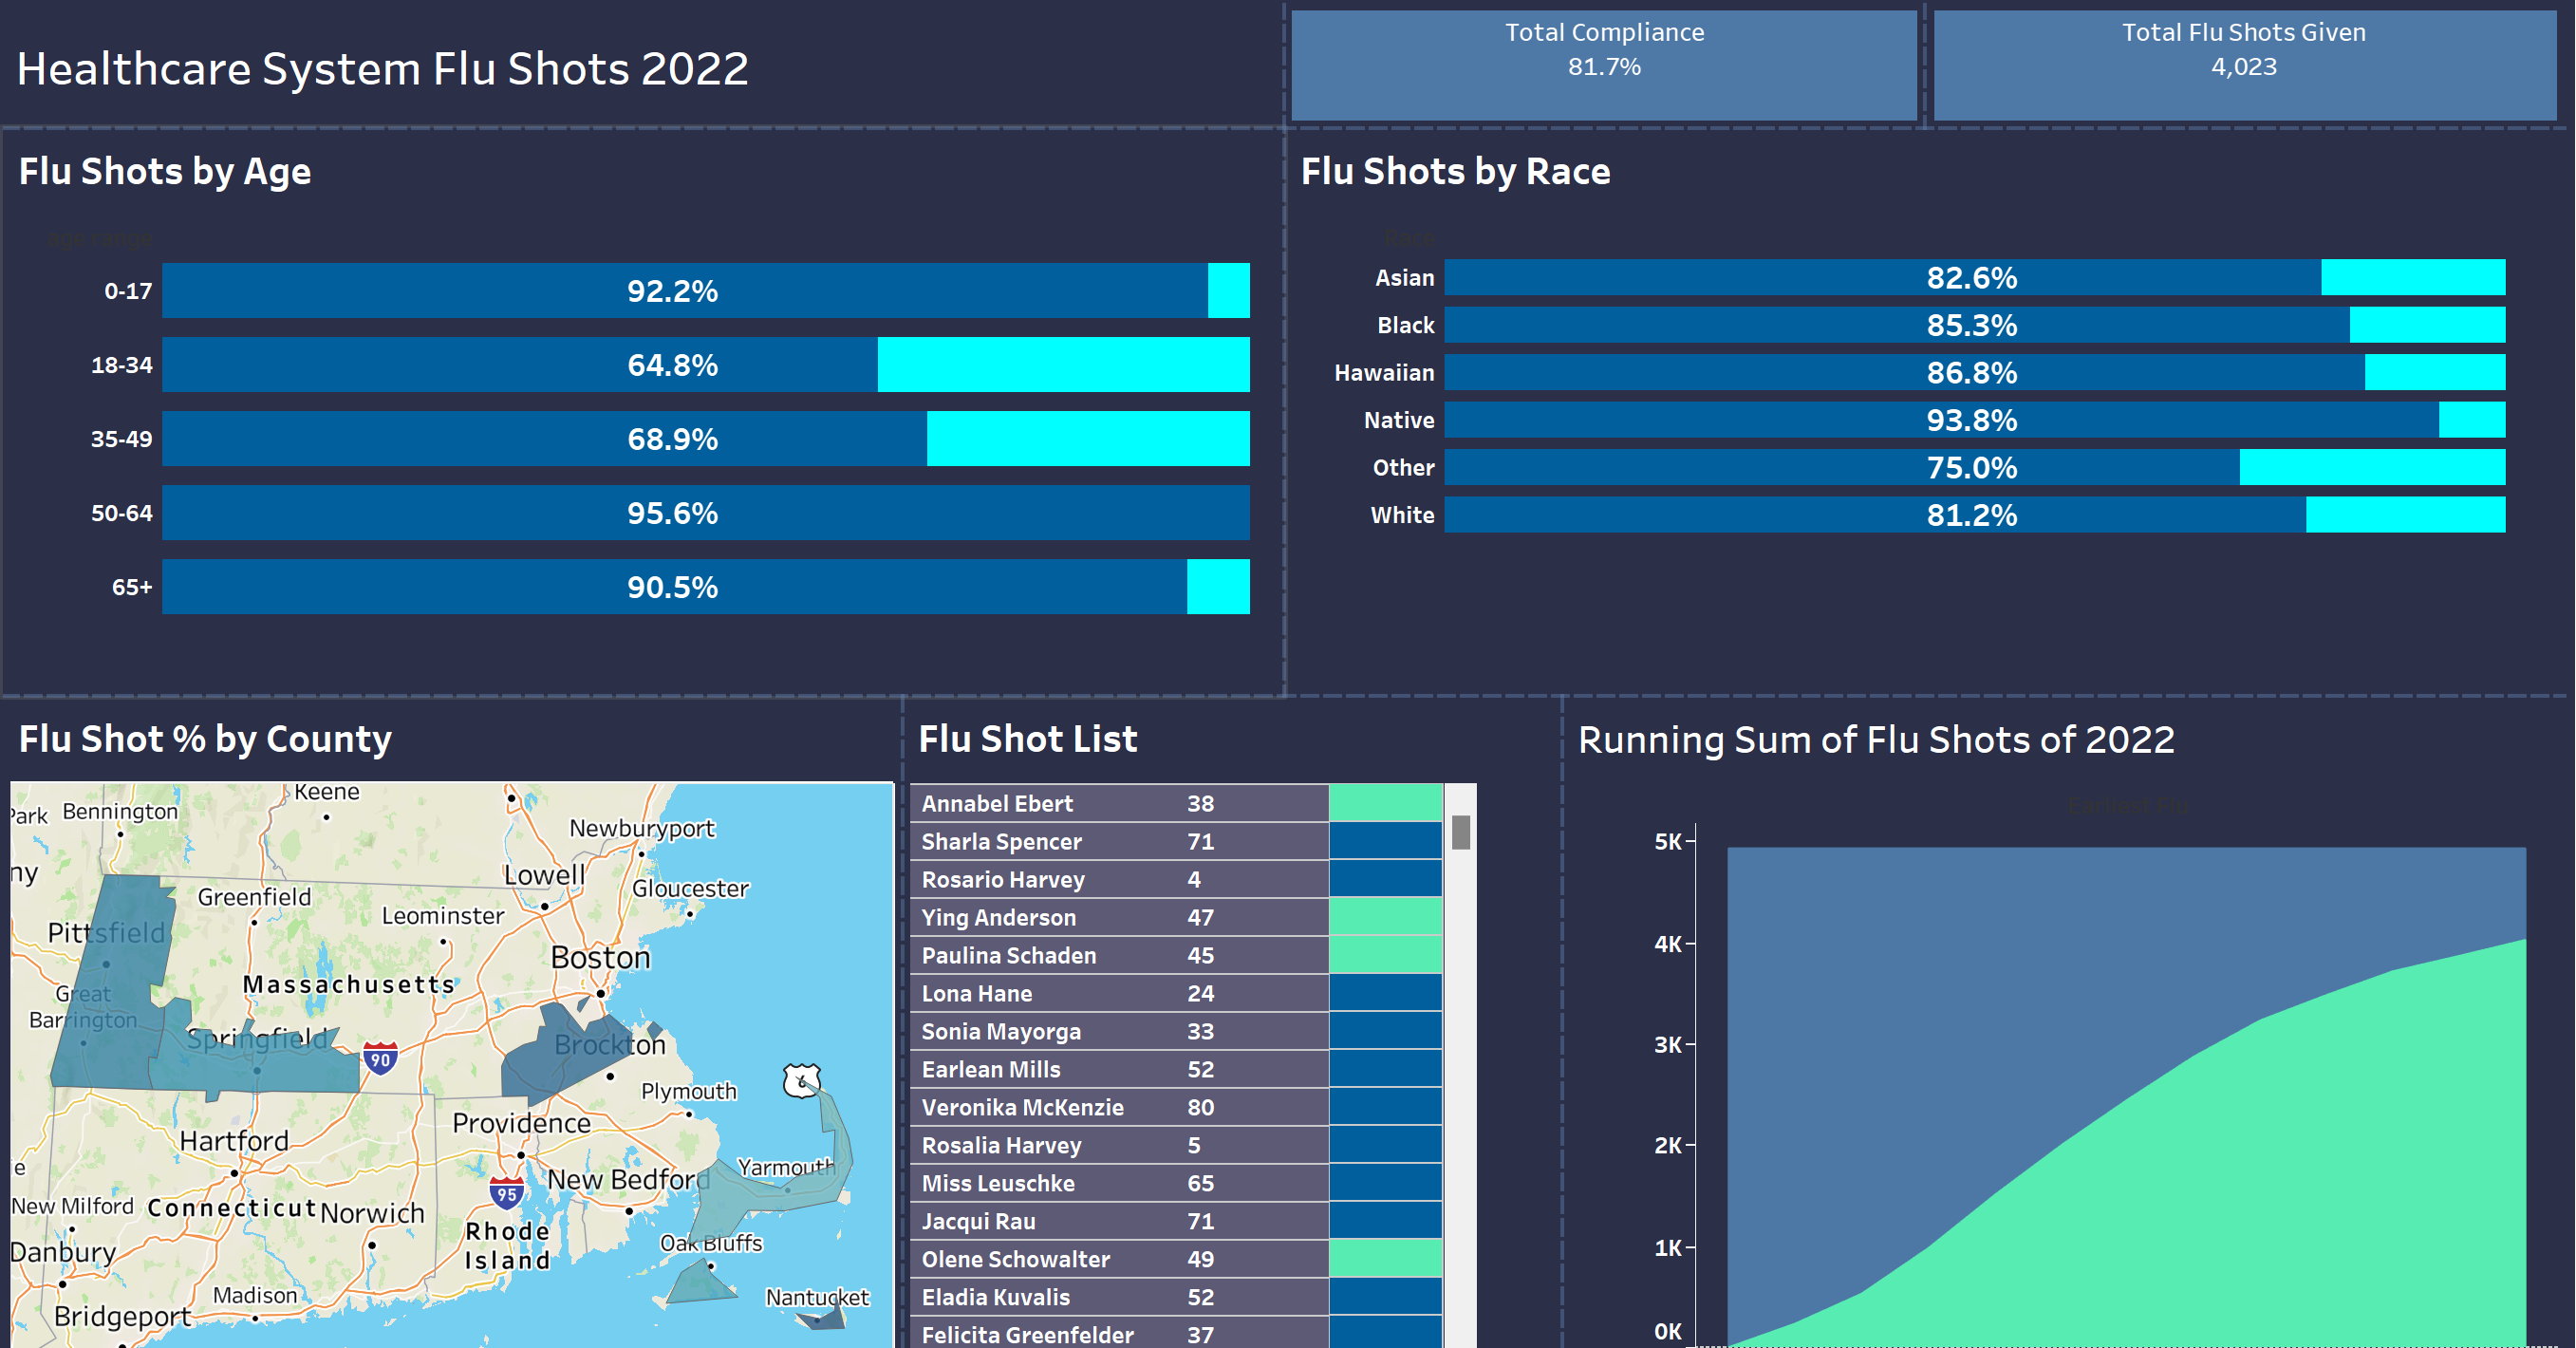 Healthcare System Flu Shots 2022
Total Compliance
81.7%
Total Flu Shots Given
4,023
Flu Shots by Age
age range
0-17 92.2%
18-34 64.8%
35-49 68.9%
50-64 95.6%
65+ 90.5%
Flu Shots by Race
Race
Asian 82.6%
Black 85.3%
Hawaiian 86.8%
Native 93.8%
Other 75.0%
White 81.2%
Flu Shot % by County
Keene
Park
Bennington
Newburyport
ny
Lowell
Gloucester
Greenfield
Leominster
Pittsfield
Boston
Massachusetts
Great
Barrington
Springfield
90
Brockton
6
Plymouth
Providence
Hartford
ie
Yarmouth
New Bedford
95
New Milford
Connecticut
Norwich
Rhode
Island
Oak Bluffs
Danbury
Madison
Nantucket
Bridgeport
Flu Shot List
Annabel Ebert 38
Sharla Spencer 71
Rosario Harvey 4
Ying Anderson 47
Paulina Schaden 45
Lona Hane 24
Sonia Mayorga 33
Earlean Mills 52
Veronika McKenzie 80
Rosalia Harvey 5
Miss Leuschke 65
Jacqui Rau 71
Olene Schowalter 49
Eladia Kuvalis 52
Felicita Greenfelder 37
Running Sum of Flu Shots of 2022
Earliest Flu
5K
4K
3K
2K
1K
0K